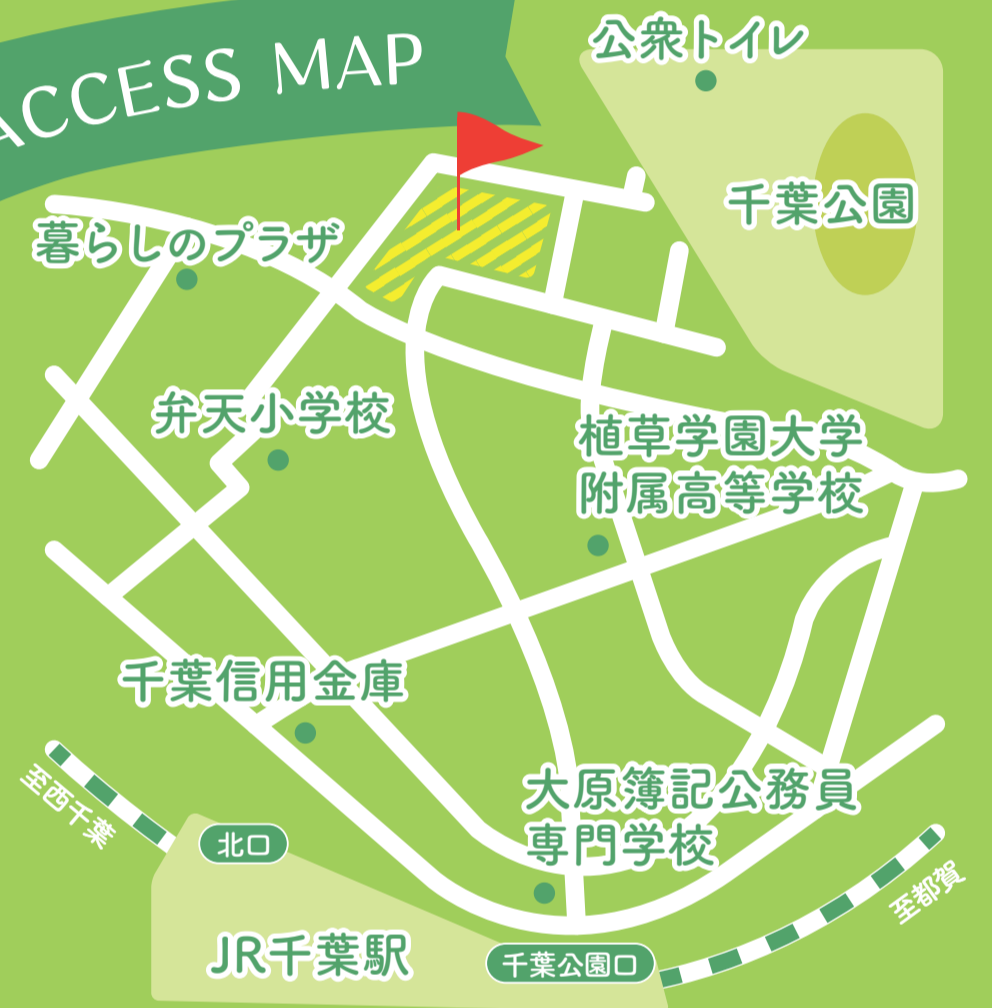 ACCESS MAP
公衆トイレ
千葉公園
暮らしのプラザ
弁天小学校
植草学園大学
附属高等学校
千葉信用金庫
大原簿記公務員
専門学校
至西千葉
北口
至都賀
JR千葉駅
千葉公園口